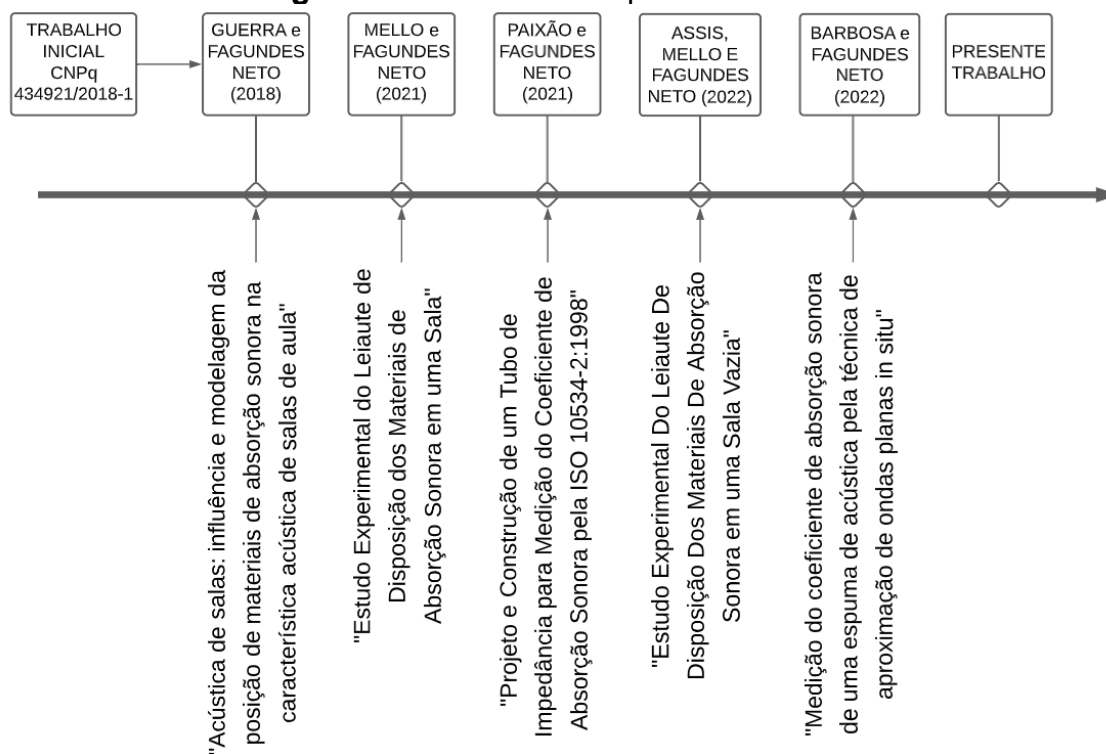 TRABALHO
INICIAL
CNPq
434921/2018-1
GUERRA e
FAGUNDES
NETO
(2018)
MELLO e
FAGUNDES
NETO
(2021)
PAIXÃO e
FAGUNDES
NETO
(2021)
ASSIS,
MELLO E
FAGUNDES
NETO (2022)
BARBOSA e
FAGUNDES
NETO
(2022)
PRESENTE
TRABALHO
"Acústica de salas: influência e modelagem da
posição de materiais de absorção sonora na
característica acústica de salas de aula"
"Estudo Experimental do Leiaute de
Disposição dos Materiais de
Absorção Sonora em uma Sala"
"Projeto e Construção de um Tubo de
Impedância para Medição do Coeficiente de
Absorção Sonora pela ISO 10534-2:1998"
"Estudo Experimental Do Leiaute De
Disposição Dos Materiais De Absorção
Sonora em uma Sala Vazia"
"Medição do coeficiente de absorção sonora
de uma espuma de acústica pela técnica de
aproximação de ondas planas in situ"